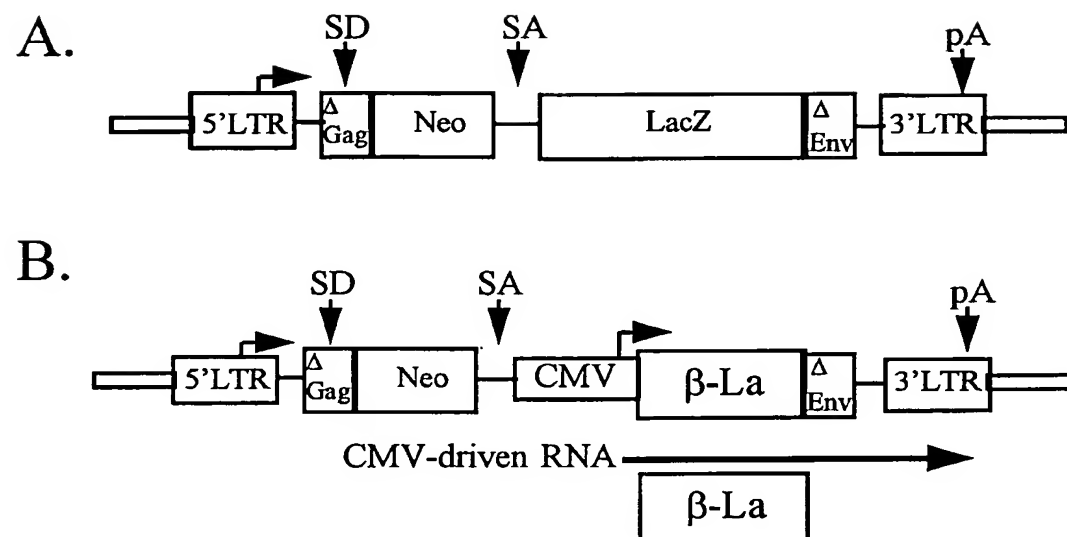 A.
SD SA pA
5'LTR Δ Gag Neo LacZ Δ Env 3'LTR
B.
SD SA pA
5'LTR Δ Gag Neo CMV β-La Δ Env 3'LTR
CMV-driven RNA
β-La